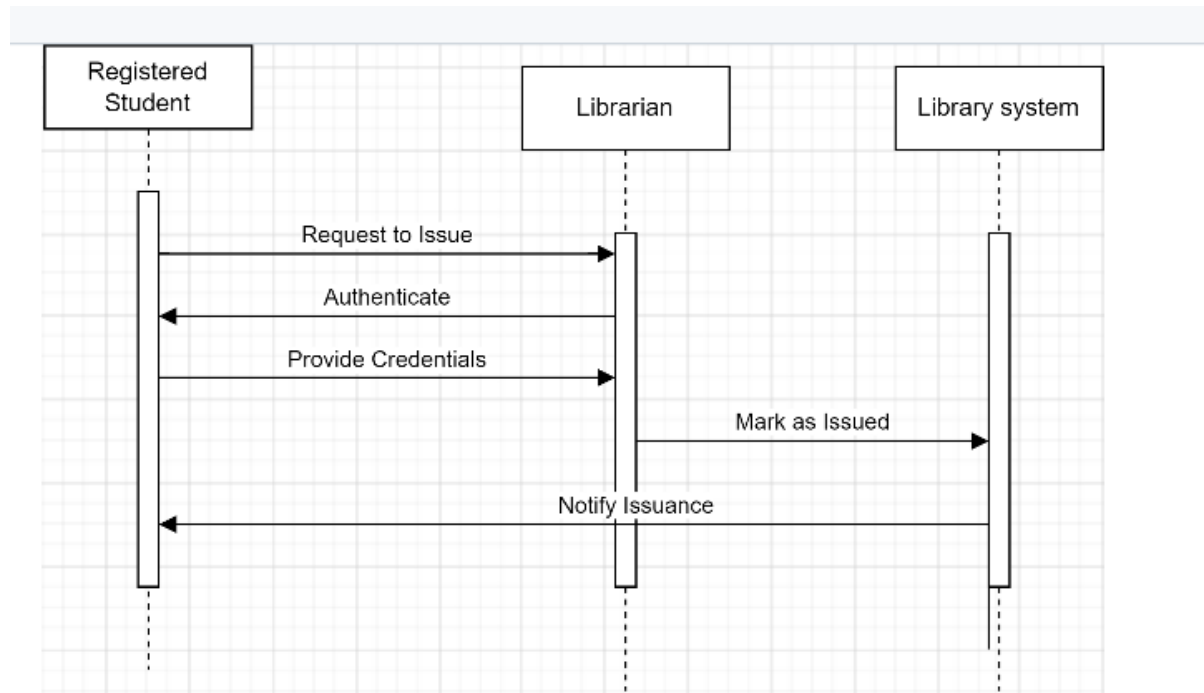 Registered
Student
Librarian
Library system
Request to Issue
Authenticate
Provide Credentials
Mark as Issued
Notify Issuance